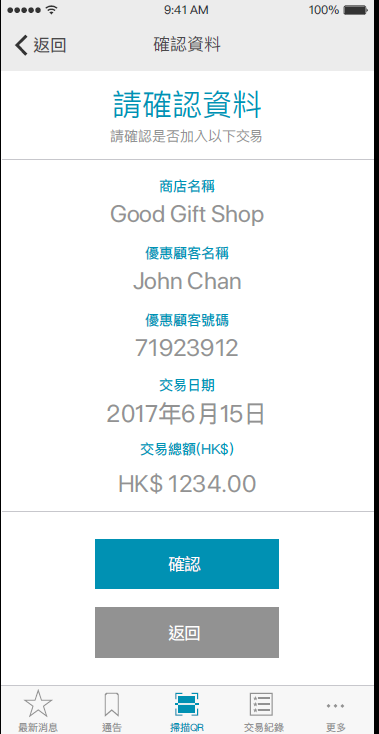 9:41 AM 100%
返回 確認資料
請確認資料
請確認是否加入以下交易
商店名稱
Good Gift Shop
優惠顧客名稱
John Chan
優惠顧客號碼
71923912
交易日期
2017年6月15日
交易總額(HK$)
HK$ 1234.00
確認
返回
最新消息 通告 掃描QR 交易紀錄 更多